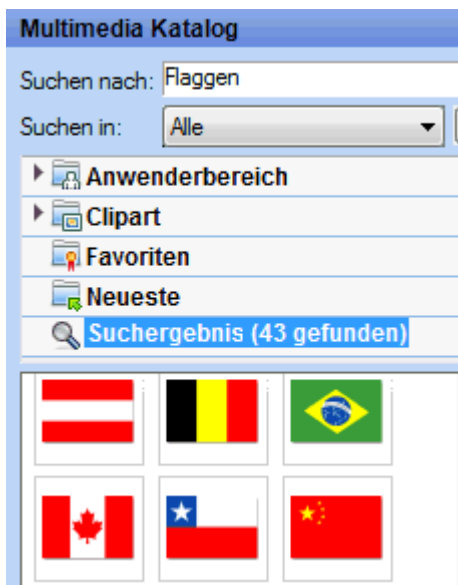 Multimedia Katalog
Suchen nach: Flaggen
Suchen in: Alle
Anwenderbereich
Clipart
Favoriten
Neueste
Suchergebnis (43 gefunden)